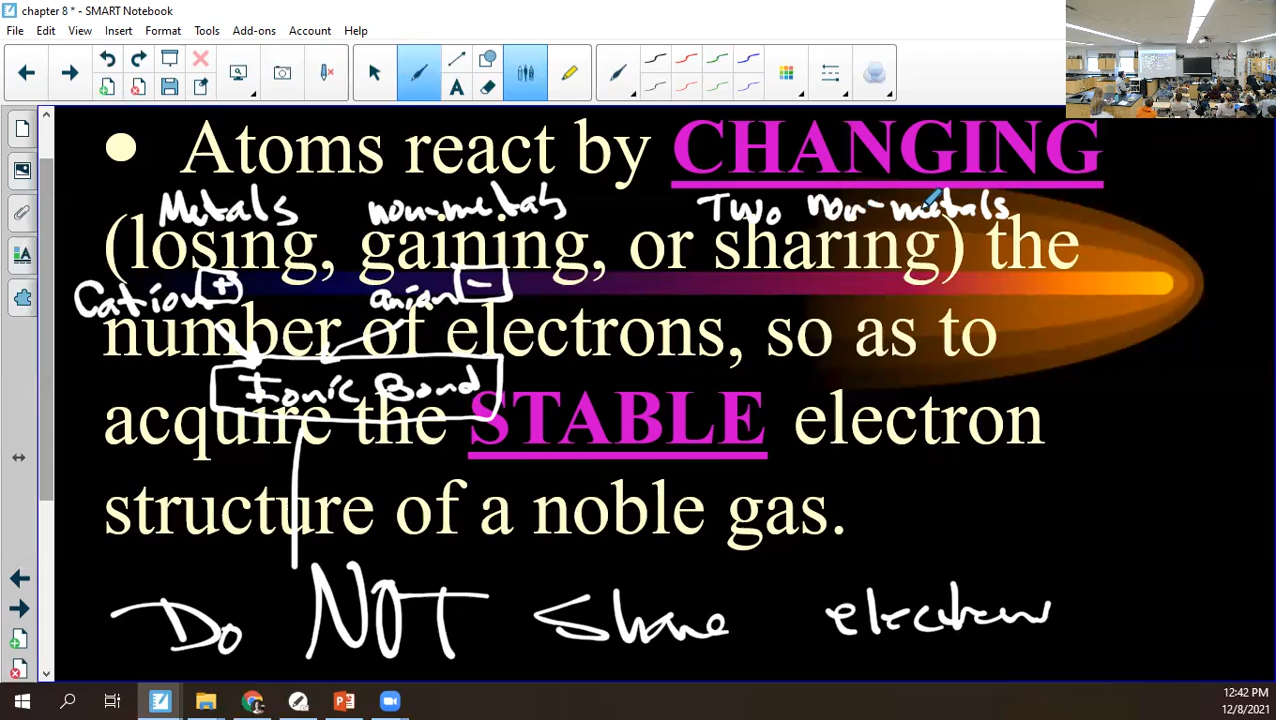 chapter 8 * - SMART Notebook
File Edit View Insert Format Tools Add-ons Account Help
• Atoms react by CHANGING
Metals non-metals Two non-metals
(losing, gaining, or sharing) the
Cation + anion -
number of electrons, so as to
Ionic Bond
acquire the STABLE electron
structure of a noble gas.
Do NOT Share electrons
12:42 PM
12/8/2021